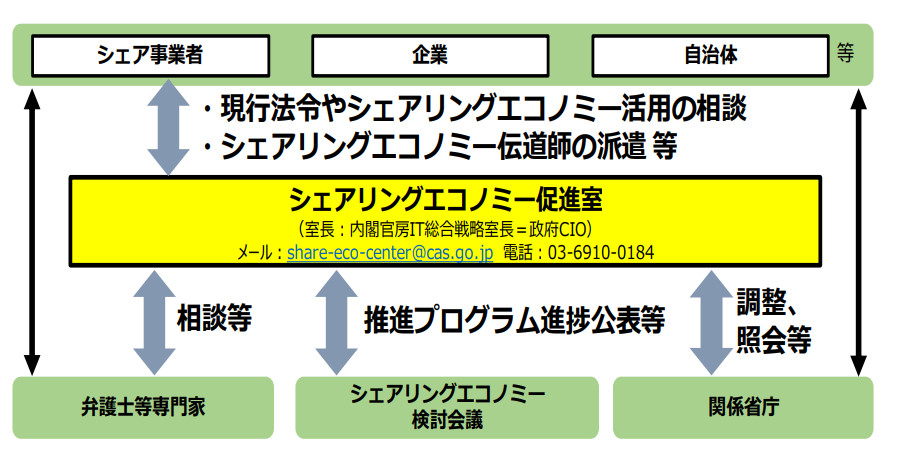 シェア事業者
企業
自治体
等
・現行法令やシェアリングエコノミー活用の相談
・シェアリングエコノミー伝道師の派遣 等
シェアリングエコノミー促進室
（室長：内閣官房IT総合戦略室長＝政府CIO）
メール：share-eco-center@cas.go.jp 電話：03-6910-0184
相談等
推進プログラム進捗公表等
調整、
照会等
弁護士等専門家
シェアリングエコノミー
検討会議
関係省庁